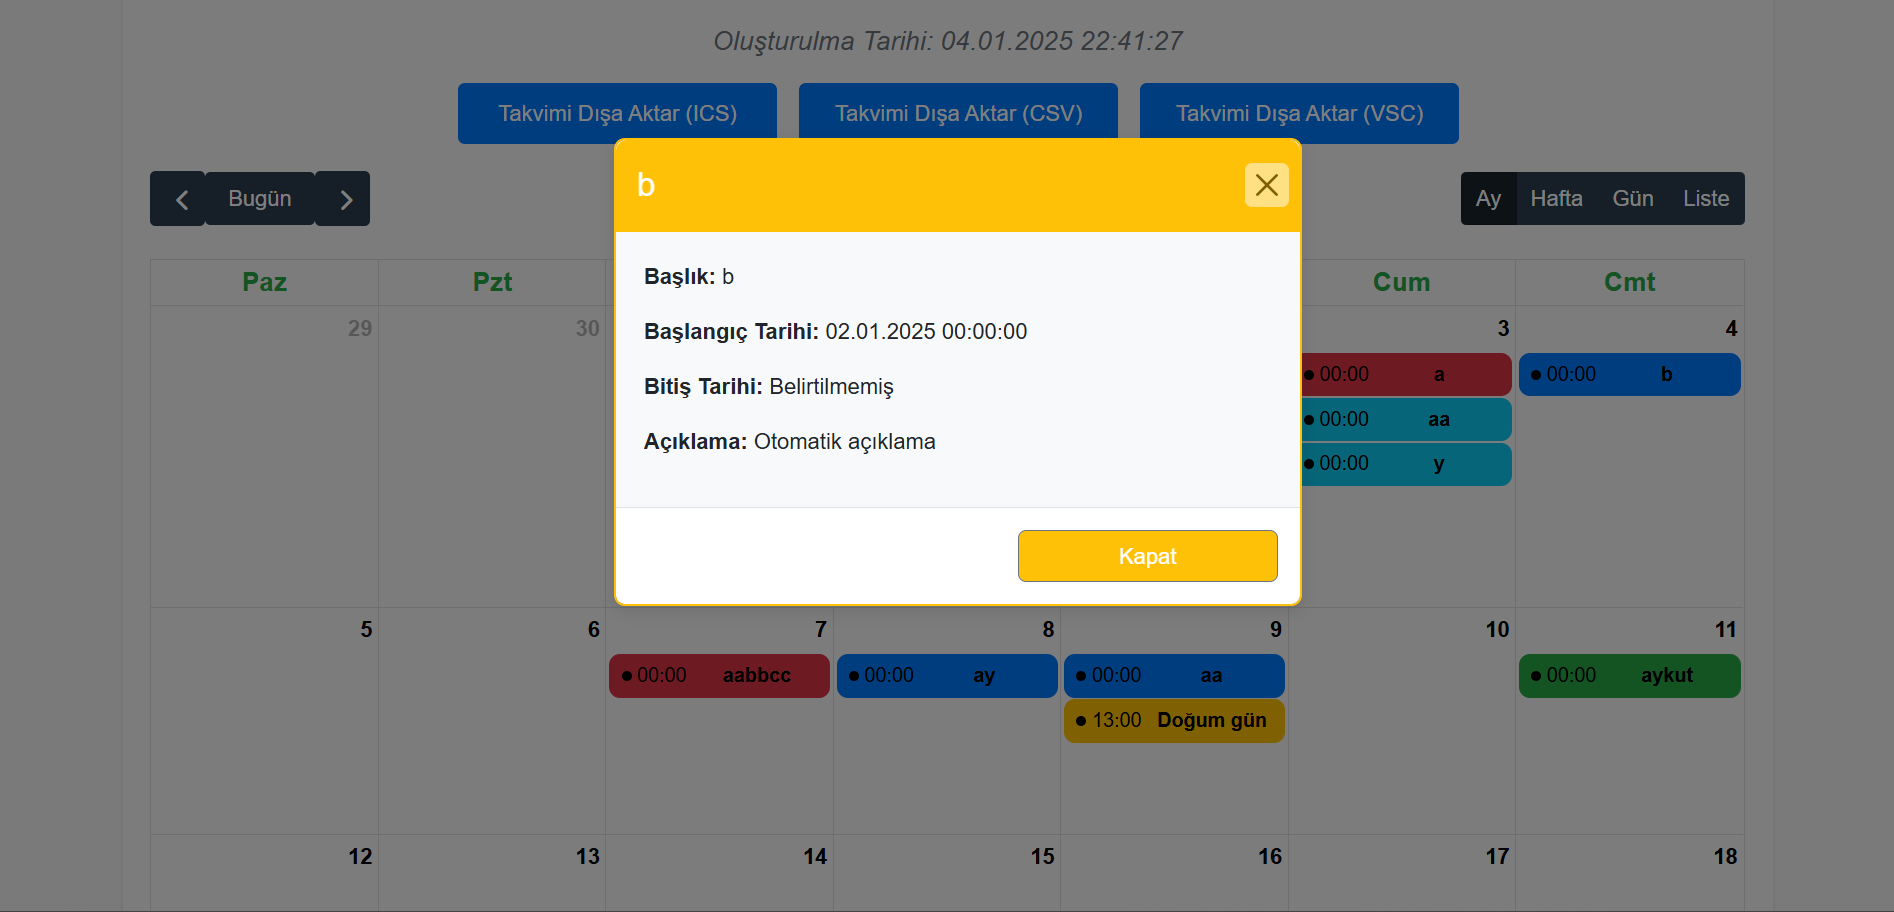 Oluşturulma Tarihi: 04.01.2025 22:41:27
Takvimi Dışa Aktar (ICS) Takvimi Dışa Aktar (CSV) Takvimi Dışa Aktar (VSC)
Bugün
Ay Hafta Gün Liste
b
Başlık: b
Başlangıç Tarihi: 02.01.2025 00:00:00
Bitiş Tarihi: Belirtilmemiş
Açıklama: Otomatik açıklama
Kapat
Paz Pzt Cum Cmt
29 30 3 4
00:00 a 00:00 b
00:00 aa
00:00 y
5 6 7 8 9 10 11
00:00 aabbcc 00:00 ay 00:00 aa 00:00 aykut
13:00 Doğum gün
12 13 14 15 16 17 18